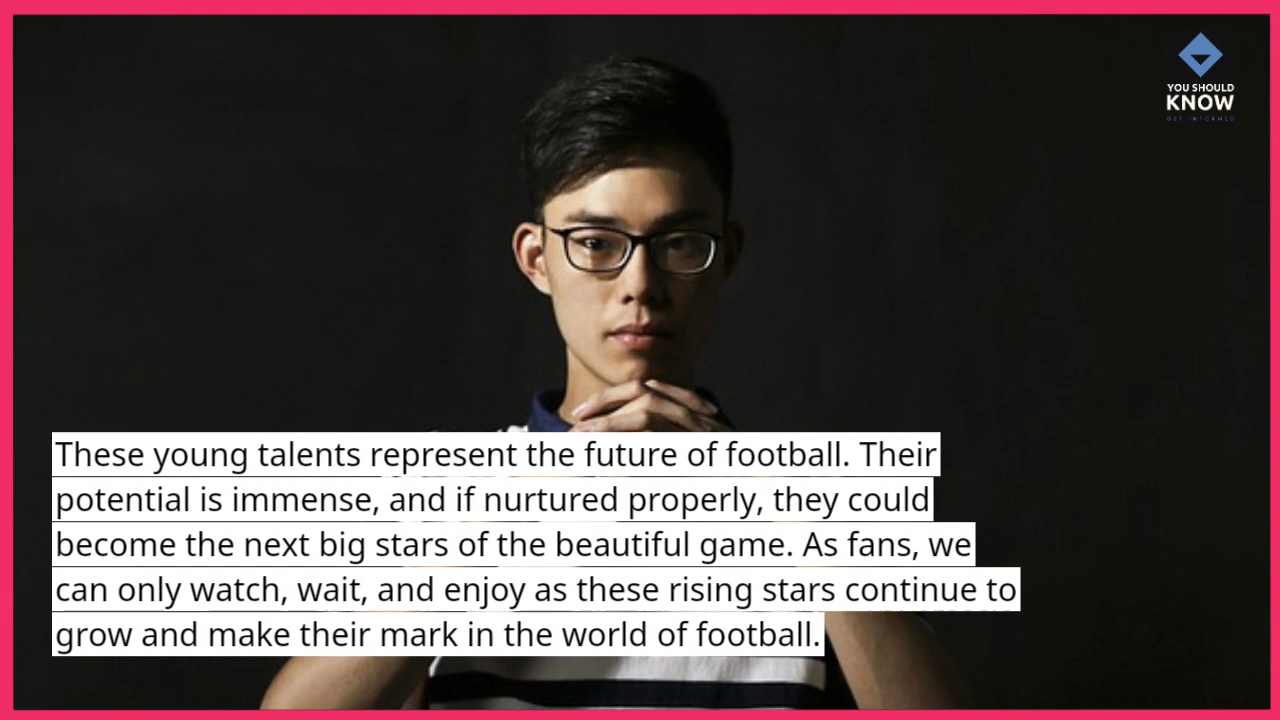 YOU SHOULD
KNOW
GET INFORMED
These young talents represent the future of football. Their
potential is immense, and if nurtured properly, they could
become the next big stars of the beautiful game. As fans, we
can only watch, wait, and enjoy as these rising stars continue to
grow and make their mark in the world of football.